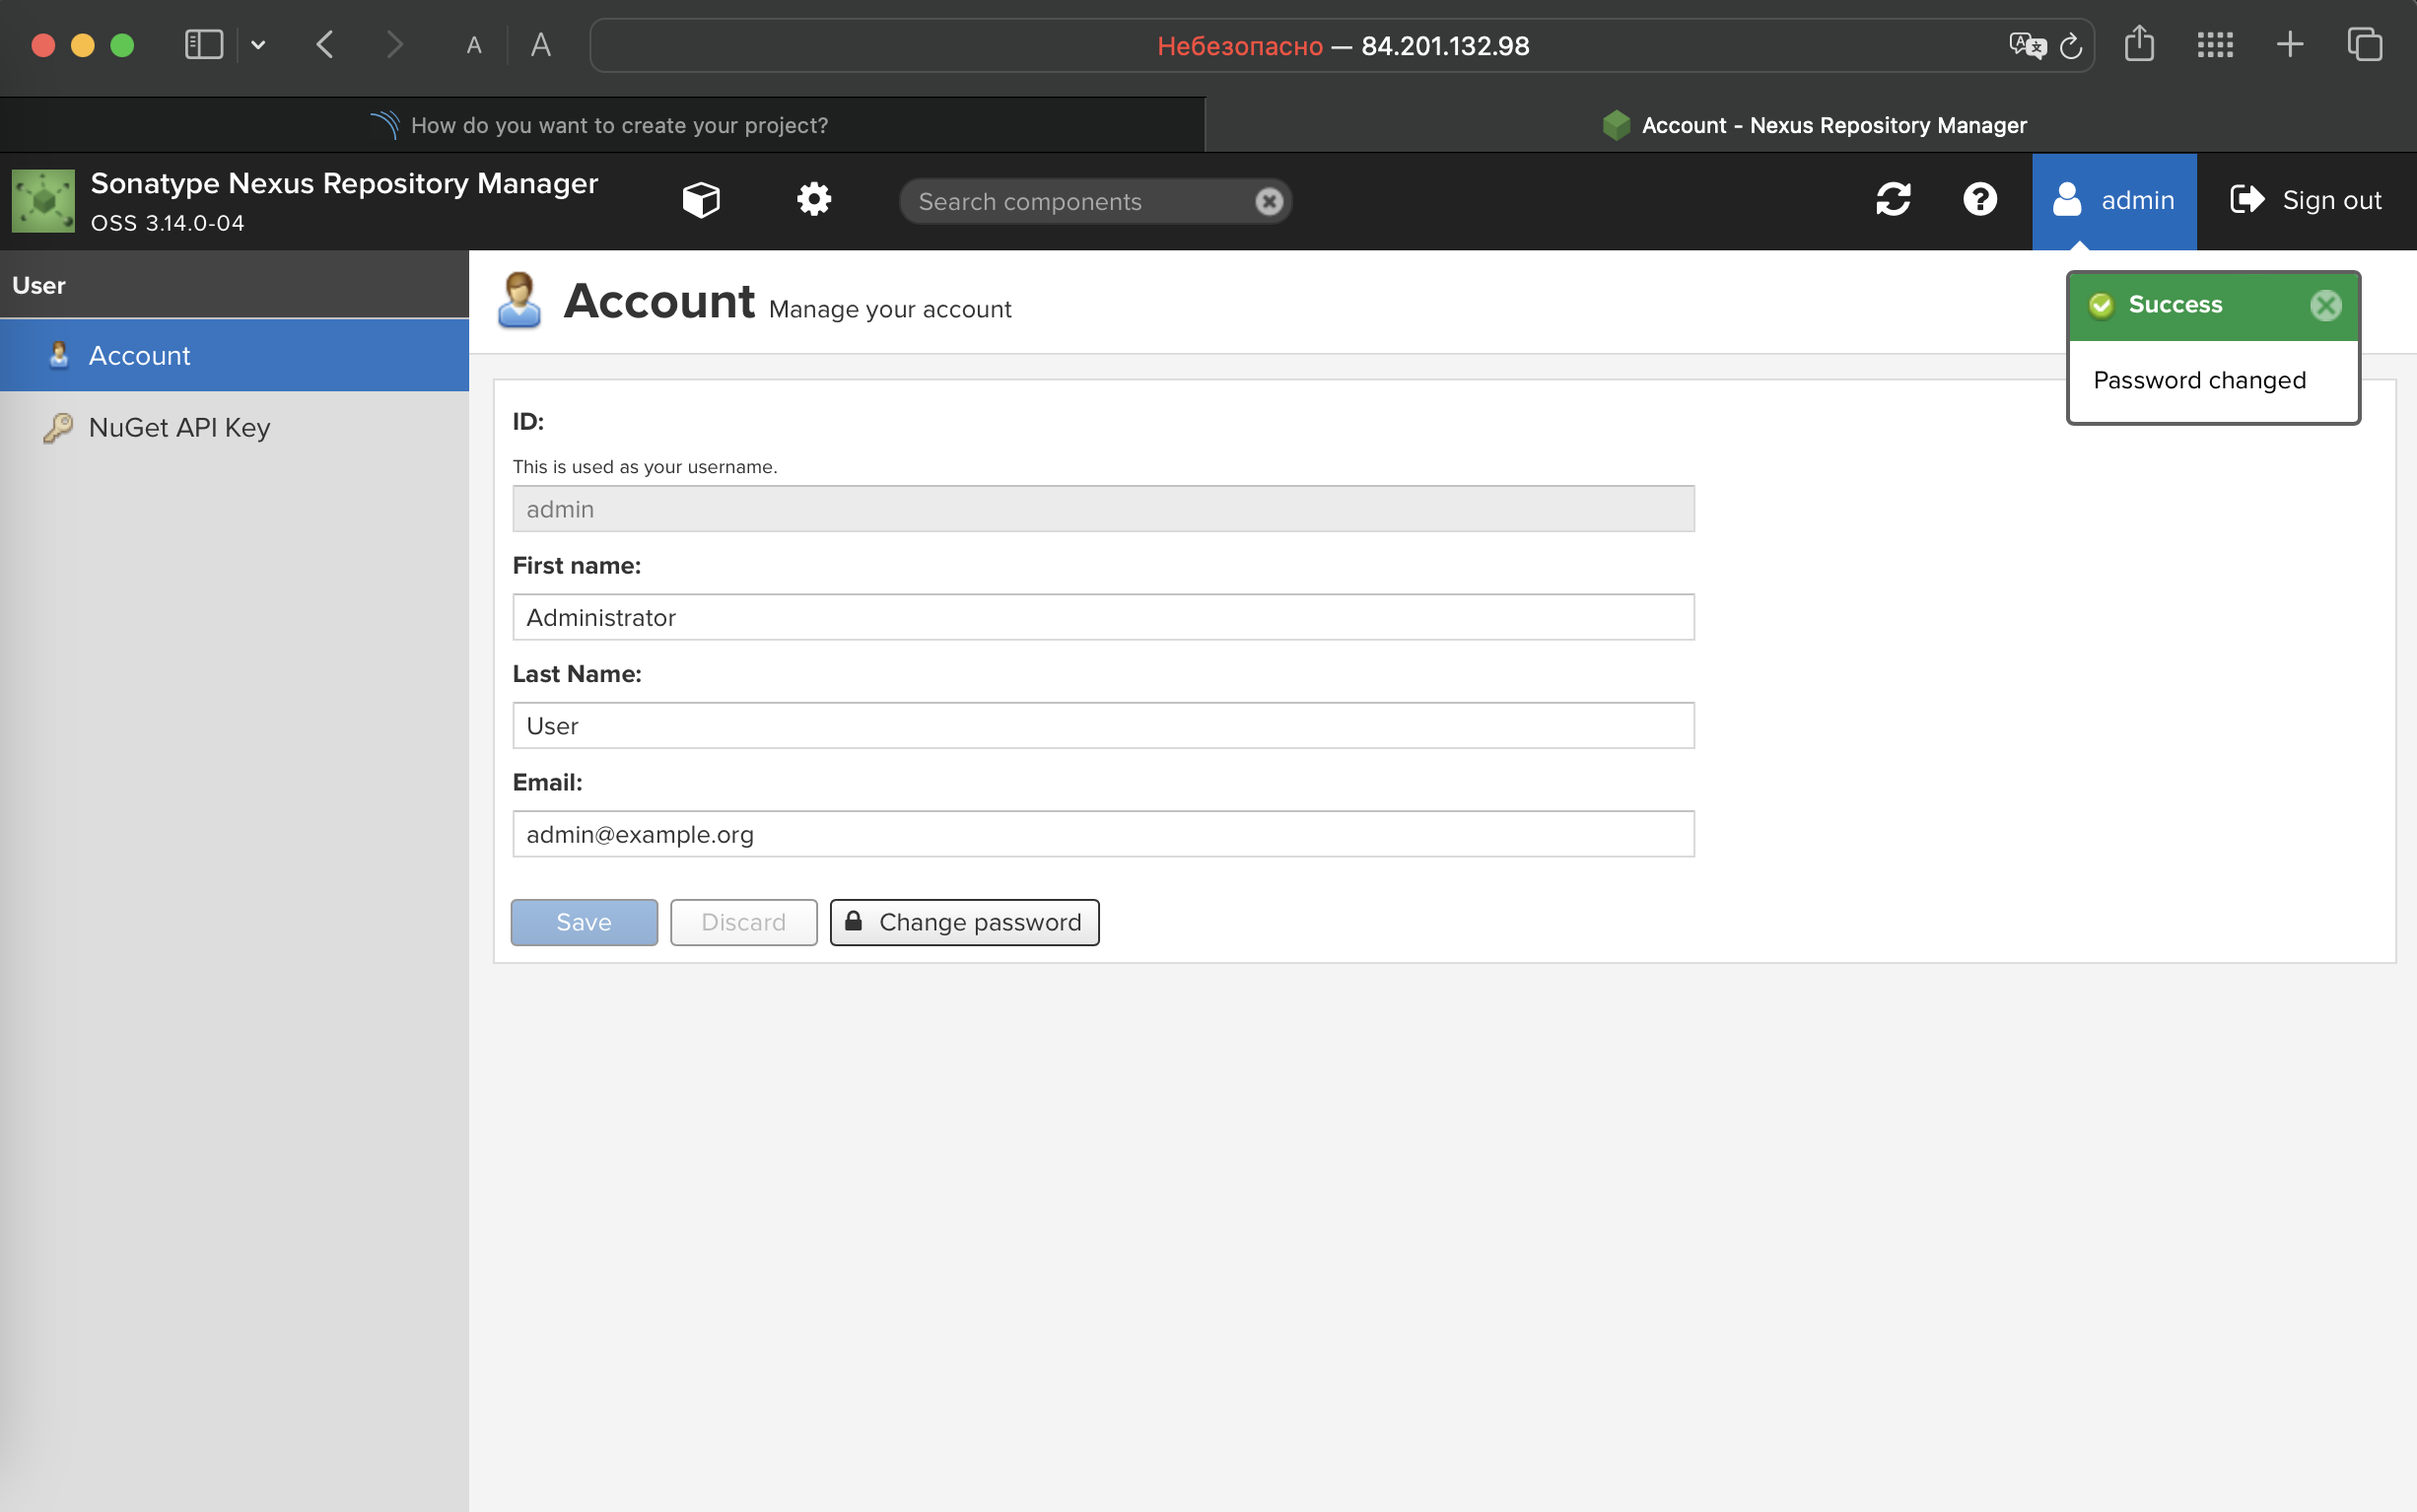 A A
Небезопасно — 84.201.132.98
How do you want to create your project?
Account - Nexus Repository Manager
Sonatype Nexus Repository Manager
OSS 3.14.0-04
Search components
admin
Sign out
User
Account
NuGet API Key
Account Manage your account
Success
Password changed
ID:
This is used as your username.
admin
First name:
Administrator
Last Name:
User
Email:
admin@example.org
Save
Discard
Change password